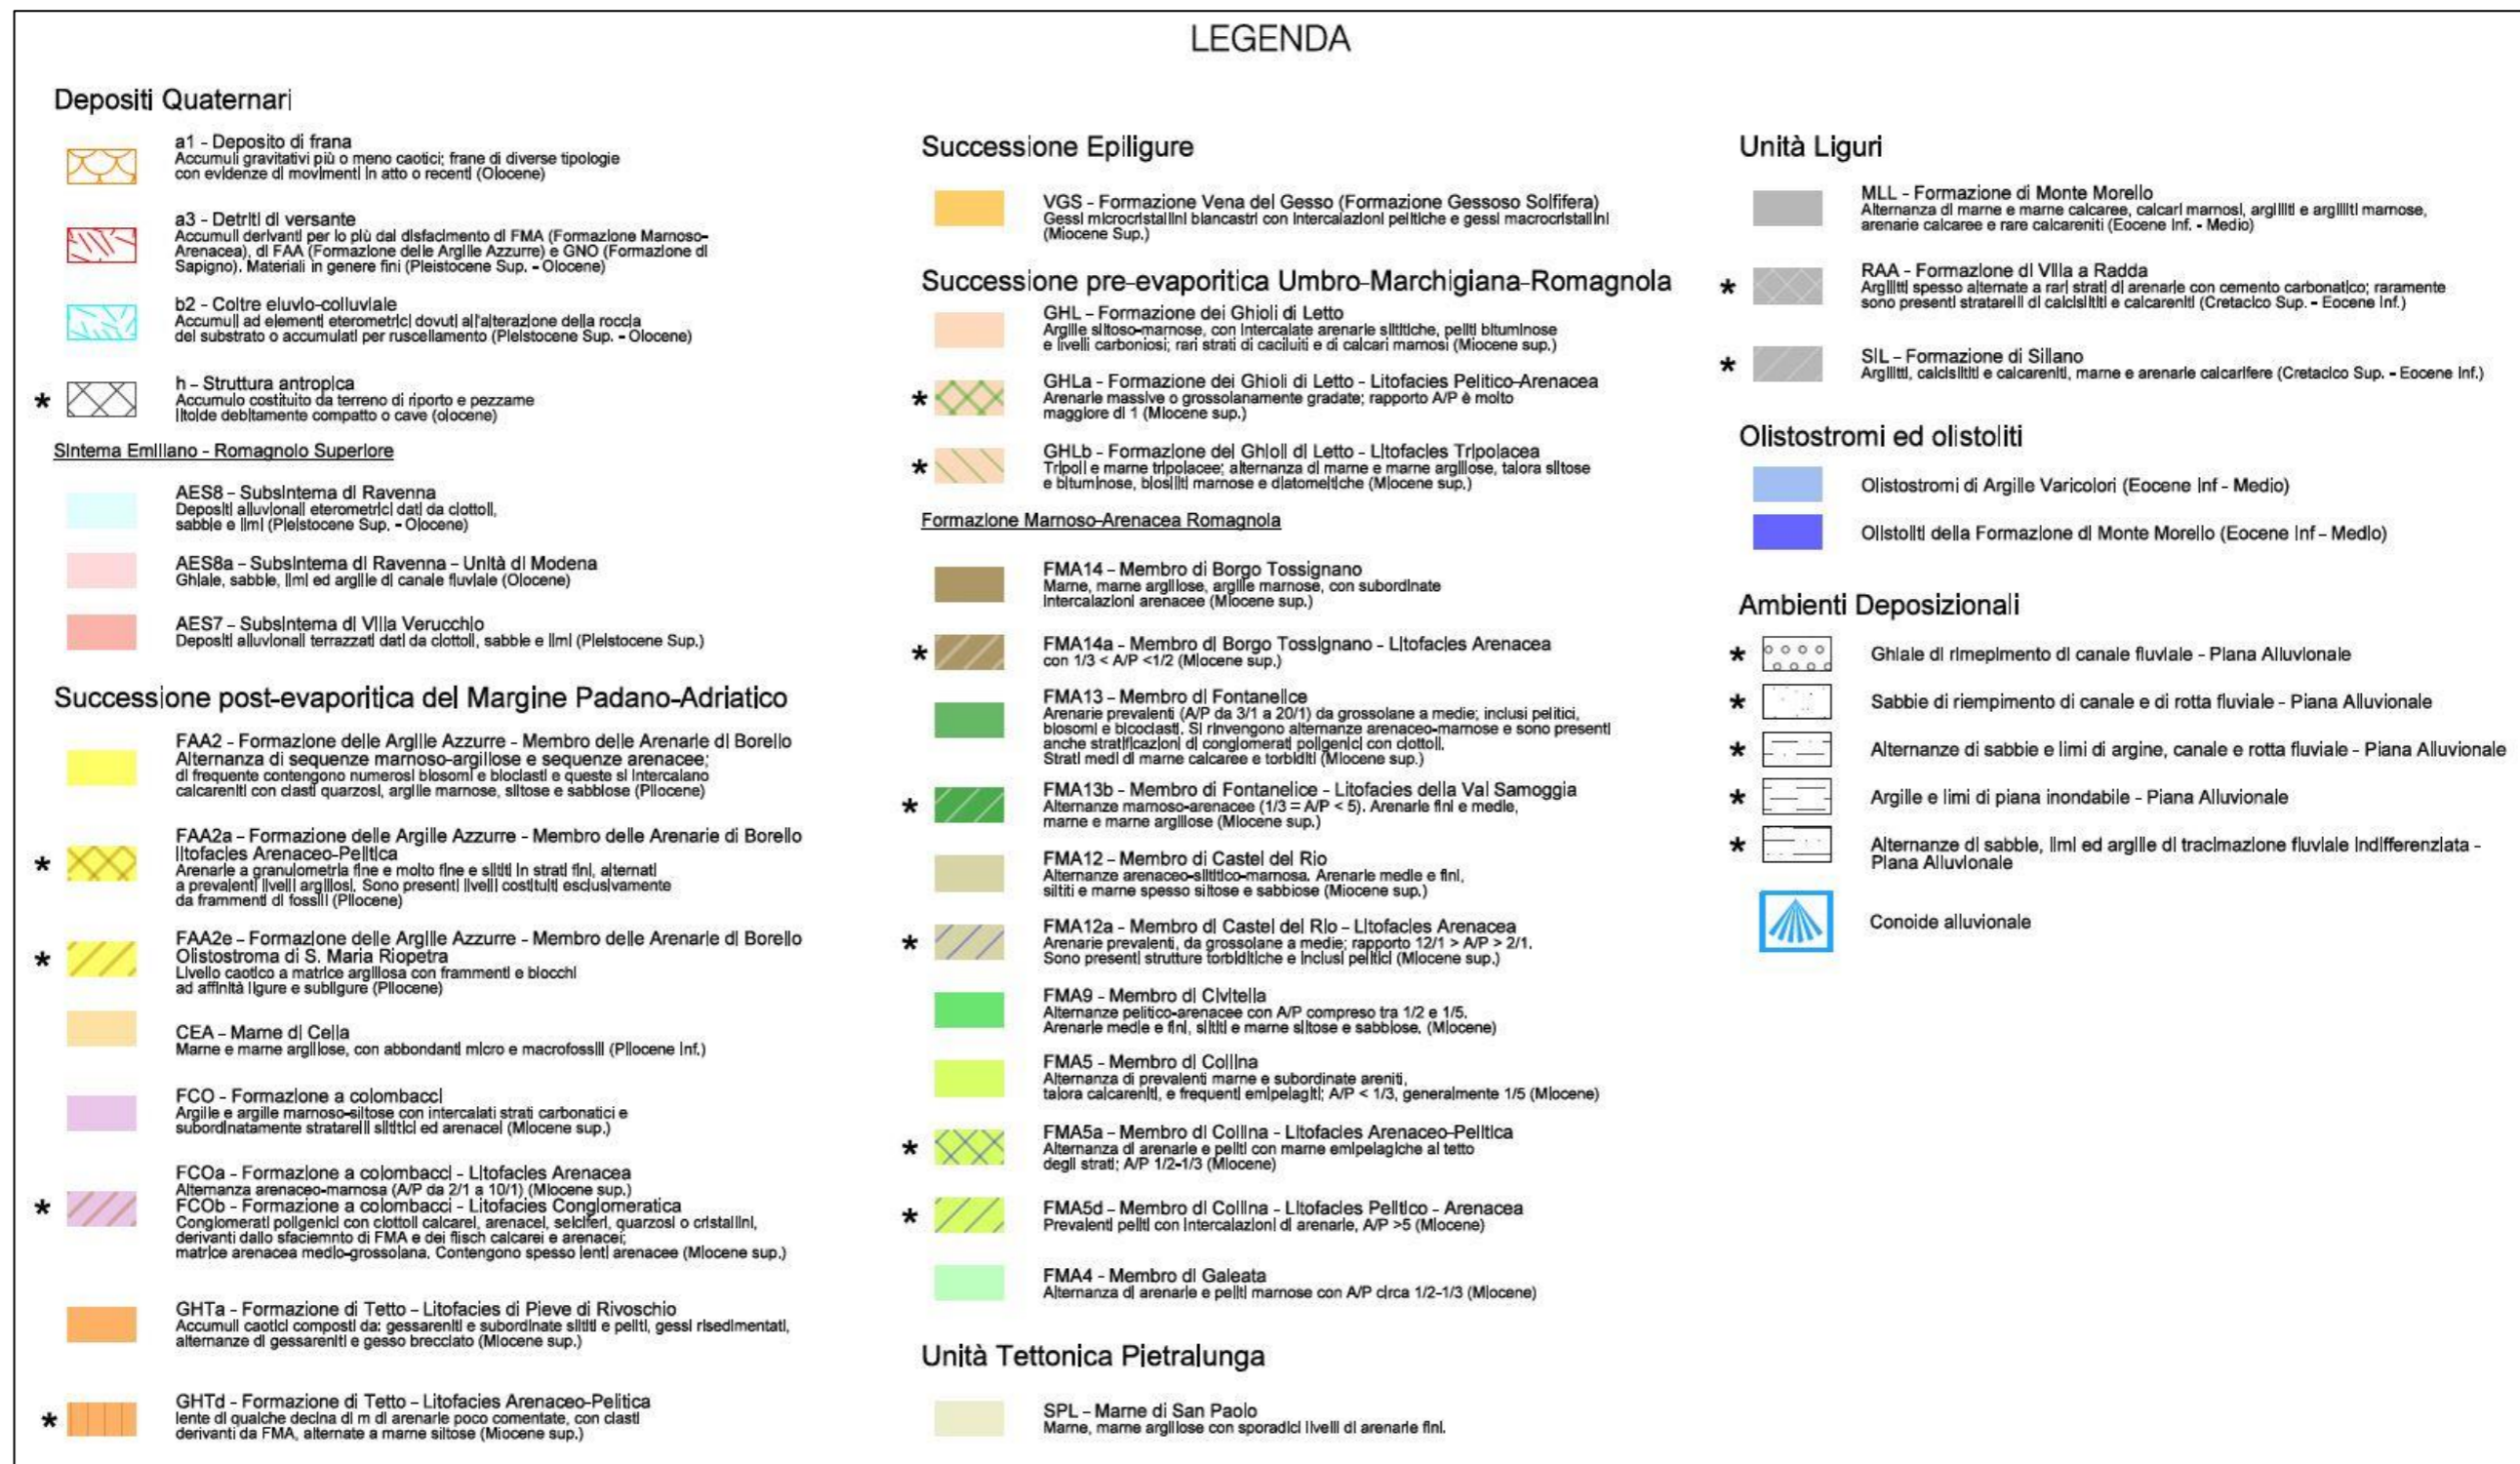 LEGENDA
Depositi Quaternari
a1 - Deposito di frana
Accumuli gravitativi più o meno caotici; frane di diverse tipologie
con evidenze di movimenti in atto o recenti (Olocene)
a3 - Detriti di versante
Accumuli derivanti per lo più dal disfacimento di FMA (Formazione Marnoso-
Arenacea), di FAA (Formazione delle Argille Azzurre) e GNO (Formazione di
Sapigno). Materiali in genere fini (Pleistocene Sup. - Olocene)
b2 - Coltre eluvio-colluviale
Accumuli ad elementi eterometrici dovuti all'alterazione della roccia
del substrato o accumulati per ruscellamento (Pleistocene Sup. - Olocene)
* h - Struttura antropica
Accumulo costituito da terreno di riporto e pezzame
litoide debitamente compatto o cave (olocene)
Sintema Emiliano - Romagnolo Superiore
AES8 - Subsintema di Ravenna
Depositi alluvionali eterometrici dati da ciottoli,
sabbie e limi (Pleistocene Sup. - Olocene)
AES8a - Subsintema di Ravenna - Unità di Modena
Ghiaie, sabbie, limi ed argille di canale fluviale (Olocene)
AES7 - Subsintema di Villa Verucchio
Depositi alluvionali terrazzati dati da ciottoli, sabbie e limi (Pleistocene Sup.)
Successione post-evaporitica del Margine Padano-Adriatico
FAA2 - Formazione delle Argille Azzurre - Membro delle Arenarie di Borello
Alternanza di sequenze marnoso-argillose e sequenze arenacee;
di frequente contengono numerosi biosomi e bioclasti e queste si intercalano
calcareniti con clasti quarzosi, argille marnose, siltose e sabbiose (Pliocene)
* FAA2a - Formazione delle Argille Azzurre - Membro delle Arenarie di Borello
litofacies Arenaceo-Pelitica
Arenarie a granulometria fine e molto fine e siltiti in strati fini, alternati
a prevalenti livelli argillosi. Sono presenti livelli costituiti esclusivamente
da frammenti di fossili (Pliocene)
* FAA2e - Formazione delle Argille Azzurre - Membro delle Arenarie di Borello
Olistostroma di S. Maria Riopetra
Livello caotico a matrice argillosa con frammenti e blocchi
ad affinità ligure e subligure (Pliocene)
CEA - Marne di Cella
Marne e marne argillose, con abbondanti micro e macrofossili (Pliocene Inf.)
FCO - Formazione a colombacci
Argille e argille marnoso-siltose con intercalati strati carbonatici e
subordinatamente stratarelli siltitici ed arenacei (Miocene sup.)
* FCOa - Formazione a colombacci - Litofacies Arenacea
Alternanza arenaceo-marnosa (A/P da 2/1 a 10/1) (Miocene sup.)
FCOb - Formazione a colombacci - Litofacies Conglomeratica
Conglomerati poligenici con ciottoli calcarei, arenacei, selciferi, quarzosi o cristallini,
derivanti dallo sfaciemnto di FMA e dei flisch calcarei e arenacei;
matrice arenacea medio-grossolana. Contengono spesso lenti arenacee (Miocene sup.)
GHTa - Formazione di Tetto - Litofacies di Pieve di Rivoschio
Accumuli caotici composti da: gessareniti e subordinate siltiti e peliti, gessi risedimentati,
alternanze di gessareniti e gesso brecciato (Miocene sup.)
* GHTd - Formazione di Tetto - Litofacies Arenaceo-Pelitica
lente di qualche decina di m di arenarie poco comentate, con clasti
derivanti da FMA, alternate a marne siltose (Miocene sup.)
Successione Epiligure
VGS - Formazione Vena del Gesso (Formazione Gessoso Solfifera)
Gessi microcristallini biancastri con intercalazioni pelitiche e gessi macrocristallini
(Miocene Sup.)
Successione pre-evaporitica Umbro-Marchigiana-Romagnola
GHL - Formazione dei Ghioli di Letto
Argille siltoso-marnose, con intercalate arenarie siltitiche, peliti bituminose
e livelli carboniosi; rari strati di caciluiti e di calcari marnosi (Miocene sup.)
* GHLa - Formazione dei Ghioli di Letto - Litofacies Pelitico-Arenacea
Arenarie massive o grossolanamente gradate; rapporto A/P è molto
maggiore di 1 (Miocene sup.)
* GHLb - Formazione dei Ghioli di Letto - Litofacies Tripolacea
Tripoli e marne tripolacee; alternanza di marne e marne argillose, talora siltose
e bituminose, biosiliti marnose e diatomeitiche (Miocene sup.)
Formazione Marnoso-Arenacea Romagnola
FMA14 - Membro di Borgo Tossignano
Marne, marne argillose, argille marnose, con subordinate
intercalazioni arenacee (Miocene sup.)
* FMA14a - Membro di Borgo Tossignano - Litofacies Arenacea
con 1/3 < A/P <1/2 (Miocene sup.)
FMA13 - Membro di Fontanelice
Arenarie prevalenti (A/P da 3/1 a 20/1) da grossolane a medie; inclusi pelitici,
biosomi e bicoclasti. Si rinvengono alternanze arenaceo-marnose e sono presenti
anche stratificazioni di conglomerati poligenici con ciottoli.
Strati medi di marne calcaree e torbiditi (Miocene sup.)
* FMA13b - Membro di Fontanelice - Litofacies della Val Samoggia
Alternanze marnoso-arenacee (1/3 = A/P < 5). Arenarie fini e medie,
marne e marne argillose (Miocene sup.)
FMA12 - Membro di Castel del Rio
Alternanze arenaceo-siltitico-marnosa. Arenarie medie e fini,
siltiti e marne spesso siltose e sabbiose (Miocene sup.)
* FMA12a - Membro di Castel del Rio - Litofacies Arenacea
Arenarie prevalenti, da grossolane a medie; rapporto 12/1 > A/P > 2/1.
Sono presenti strutture torbiditiche e inclusi pelitici (Miocene sup.)
FMA9 - Membro di Civitella
Alternanze pelitico-arenacee con A/P compreso tra 1/2 e 1/5.
Arenarie medie e fini, siltiti e marne siltose e sabbiose. (Miocene)
FMA5 - Membro di Collina
Alternanza di prevalenti marne e subordinate areniti,
talora calcareniti, e frequenti emipelagiti; A/P < 1/3, generalmente 1/5 (Miocene)
* FMA5a - Membro di Collina - Litofacies Arenaceo-Pelitica
Alternanza di arenarie e peliti con marne emipelagiche al tetto
degli strati; A/P 1/2-1/3 (Miocene)
* FMA5d - Membro di Collina - Litofacies Pelitico - Arenacea
Prevalenti peliti con intercalazioni di arenarie, A/P >5 (Miocene)
FMA4 - Membro di Galeata
Alternanza di arenarie e peliti marnose con A/P circa 1/2-1/3 (Miocene)
Unità Tettonica Pietralunga
SPL - Marne di San Paolo
Marne, marne argillose con sporadici livelli di arenarie fini.
Unità Liguri
MLL - Formazione di Monte Morello
Alternanza di marne e marne calcaree, calcari marnosi, argilliti e argilliti marnose,
arenarie calcaree e rare calcareniti (Eocene Inf. - Medio)
* RAA - Formazione di Villa a Radda
Argilitti spesso alternate a rari strati di arenarie con cemento carbonatico; raramente
sono presenti stratarelli di calcisiltiti e calcareniti (Cretacico Sup. - Eocene Inf.)
* SIL - Formazione di Sillano
Argilitti, calcisiltiti e calcareniti, marne e arenarie calcarifere (Cretacico Sup. - Eocene Inf.)
Olistostromi ed olistoliti
Olistostromi di Argille Varicolori (Eocene Inf - Medio)
Olistoliti della Formazione di Monte Morello (Eocene Inf - Medio)
Ambienti Deposizionali
* Ghiaie di rimepimento di canale fluviale - Piana Alluvionale
* Sabbie di riempimento di canale e di rotta fluviale - Piana Alluvionale
* Alternanze di sabbie e limi di argine, canale e rotta fluviale - Piana Alluvionale
* Argille e limi di piana inondabile - Piana Alluvionale
* Alternanze di sabbie, limi ed argille di tracimazione fluviale indifferenziata -
Piana Alluvionale
Conoide alluvionale